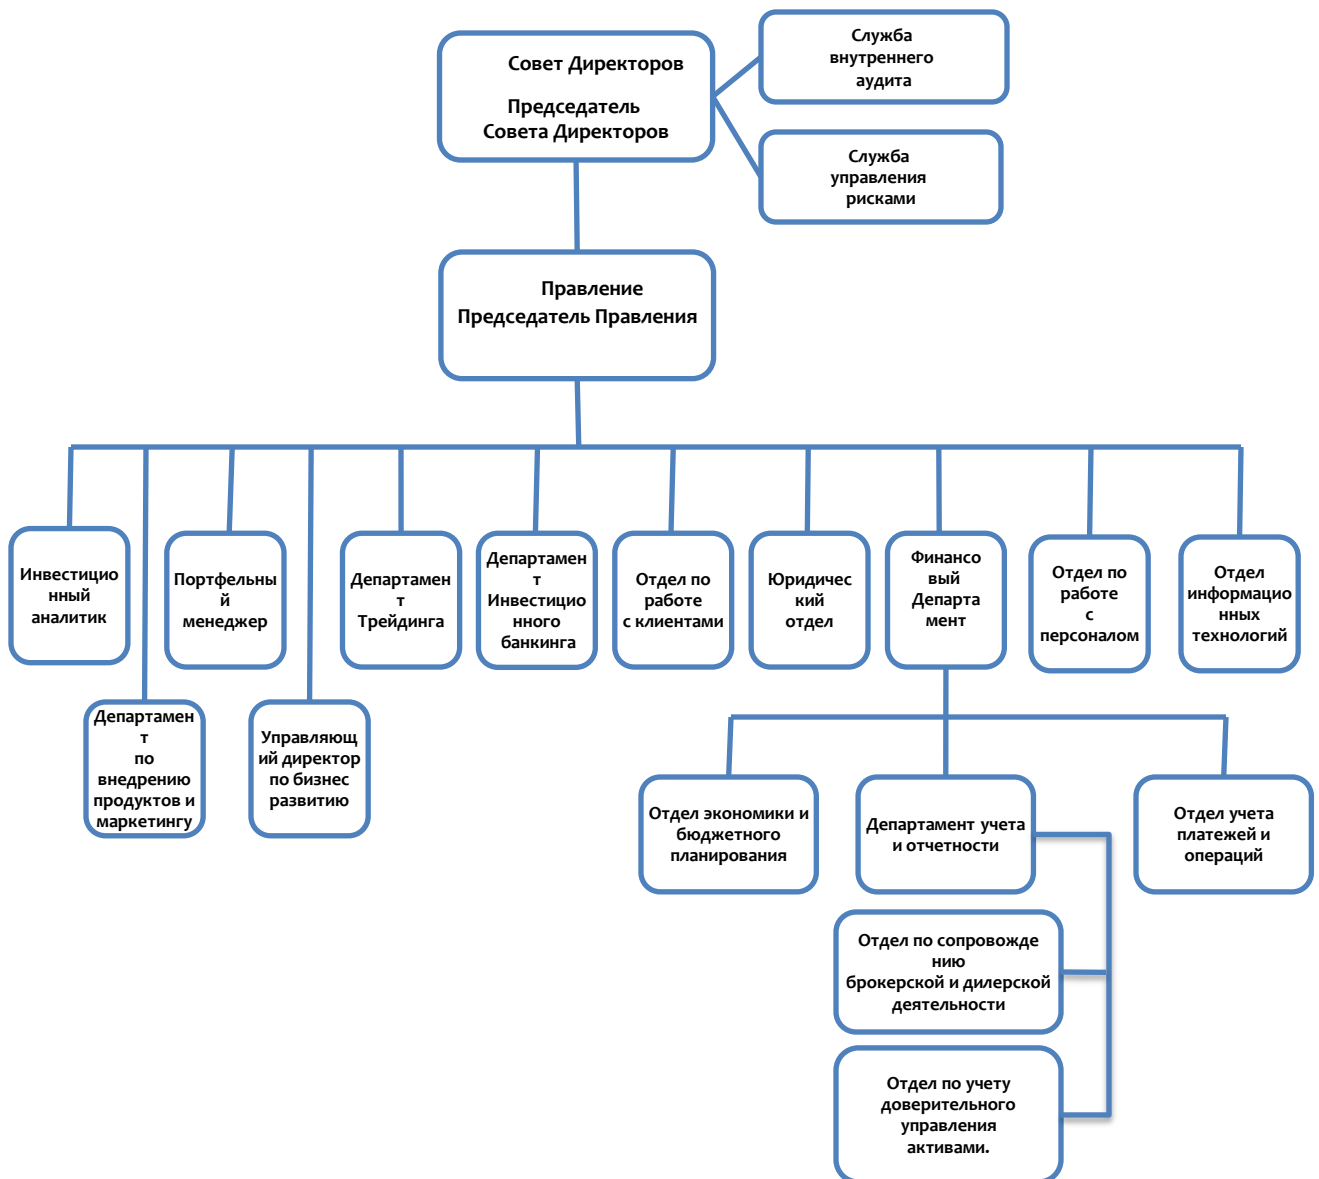 Совет Директоров
Председатель
Совета Директоров
Служба
внутреннего
аудита
Служба
управления
рисками
Правление
Председатель Правления
Инвестицио
нный
аналитик
Портфельны
й
менеджер
Департамен
т
Трейдинга
Департамен
т
Инвестицио
нного
банкинга
Отдел по
работе
с клиентами
Юридичес
кий
отдел
Финансо
вый
Департа
мент
Отдел по
работе
с
персоналом
Отдел
информацио
нных
технологий
Департамен
т
по
внедрению
продуктов и
маркетингу
Управляющ
ий директор
по бизнес
развитию
Отдел экономики и
бюджетного
планирования
Департамент учета
и отчетности
Отдел учета
платежей и
операций
Отдел по сопровожде
нию
брокерской и дилерской
деятельности
Отдел по учету
доверительного
управления
активами.